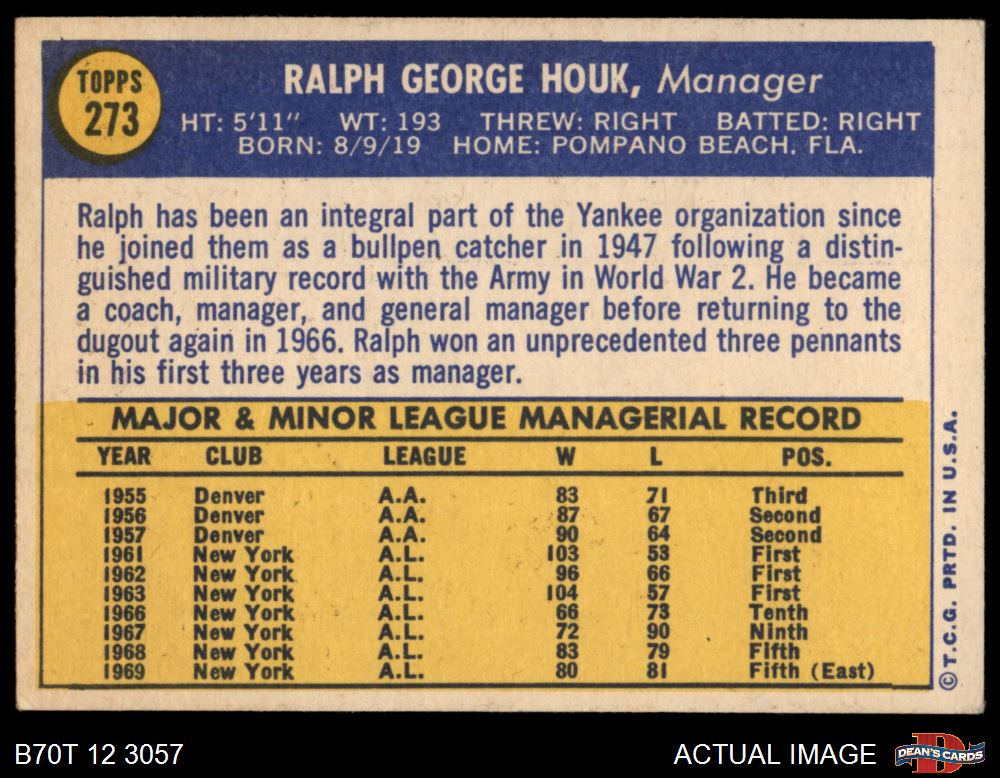 TOPPS
273
RALPH GEORGE HOUK, Manager
HT: 5'11" WT: 193 THREW: RIGHT BATTED: RIGHT
BORN: 8/9/19 HOME: POMPANO BEACH, FLA.
Ralph has been an integral part of the Yankee organization since
he joined them as a bullpen catcher in 1947 following a distin-
guished military record with the Army in World War 2. He became
a coach, manager, and general manager before returning to the
dugout again in 1966. Ralph won an unprecedented three pennants
in his first three years as manager.
MAJOR & MINOR LEAGUE MANAGERIAL RECORD
YEAR CLUB LEAGUE W L POS.
1955 Denver A.A. 83 71 Third
1956 Denver A.A. 87 67 Second
1957 Denver A.A. 90 64 Second
1961 New York A.L. 103 53 First
1962 New York A.L. 96 66 First
1963 New York A.L. 104 57 First
1966 New York A.L. 66 73 Tenth
1967 New York A.L. 72 90 Ninth
1968 New York A.L. 83 79 Fifth
1969 New York A.L. 80 81 Fifth (East)
©T.C.G. PRTD. IN U.S.A.
B70T 12 3057
ACTUAL IMAGE
DEAN'S CARDS